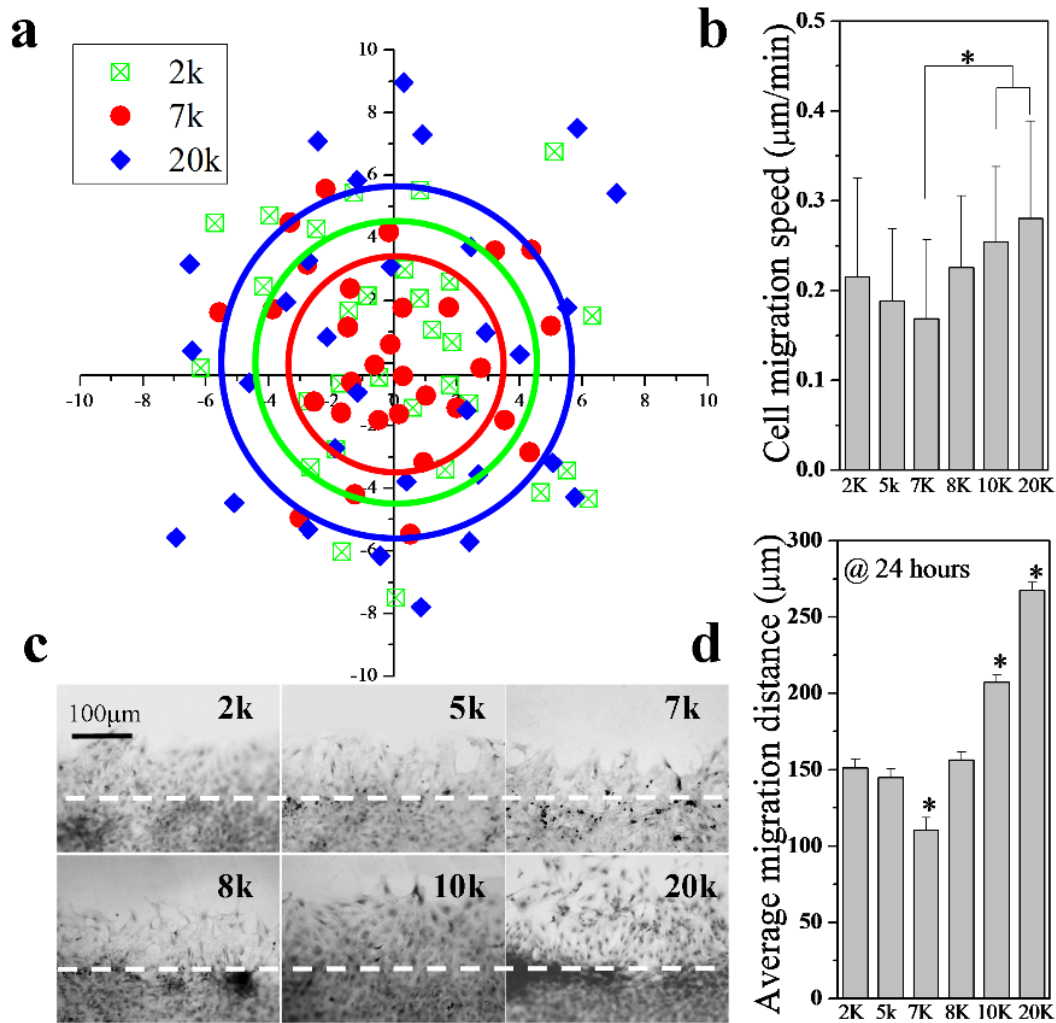 a
2k
7k
20k
10
8
6
4
2
0
-2
-4
-6
-8
-10
-10 -8 -6 -4 -2 0 2 4 6 8 10
b
Cell migration speed (μm/min)
0.5
0.4
0.3
0.2
0.1
0.0
*
2K 5k 7K 8K 10K 20K
c
100μm
2k
5k
7k
8k
10k
20k
d
Average migration distance (μm)
@ 24 hours
300
250
200
150
100
50
0
*
*
*
2K 5k 7K 8K 10K 20K